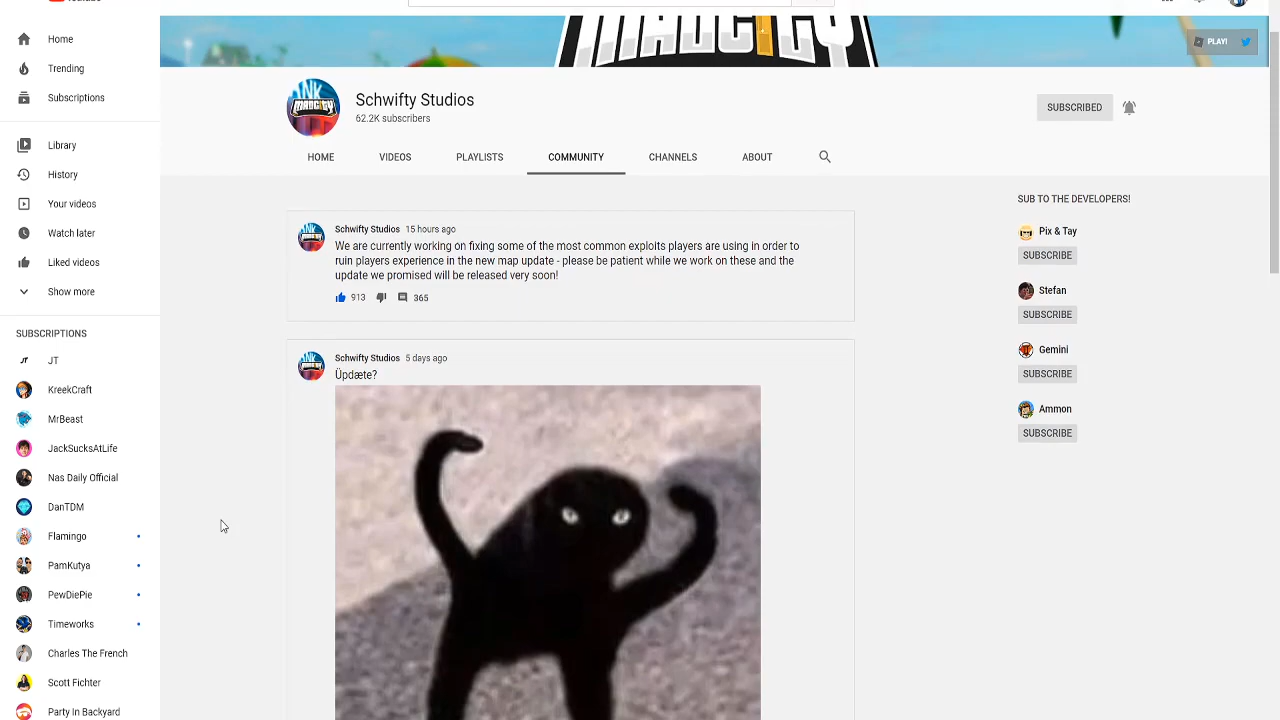 MADCITY
PLAY!
Home
Trending
Subscriptions
Library
History
Your videos
Watch later
Liked videos
Show more
SUBSCRIPTIONS
JT
JT
KreekCraft
MrBeast
JackSucksAtLife
Nas Daily Official
DanTDM
Flamingo
PamKutya
PewDiePie
Timeworks
Charles The French
Scott Fichter
Party In Backyard
MADCITY
Schwifty Studios
62.2K subscribers
SUBSCRIBED
HOME VIDEOS PLAYLISTS COMMUNITY CHANNELS ABOUT
Schwifty Studios 15 hours ago
We are currently working on fixing some of the most common exploits players are using in order to
ruin players experience in the new map update - please be patient while we work on these and the
update we promised will be released very soon!
913 365
Schwifty Studios 5 days ago
Üpdæte?
SUB TO THE DEVELOPERS!
Pix & Tay
SUBSCRIBE
Stefan
SUBSCRIBE
Gemini
SUBSCRIBE
Ammon
SUBSCRIBE